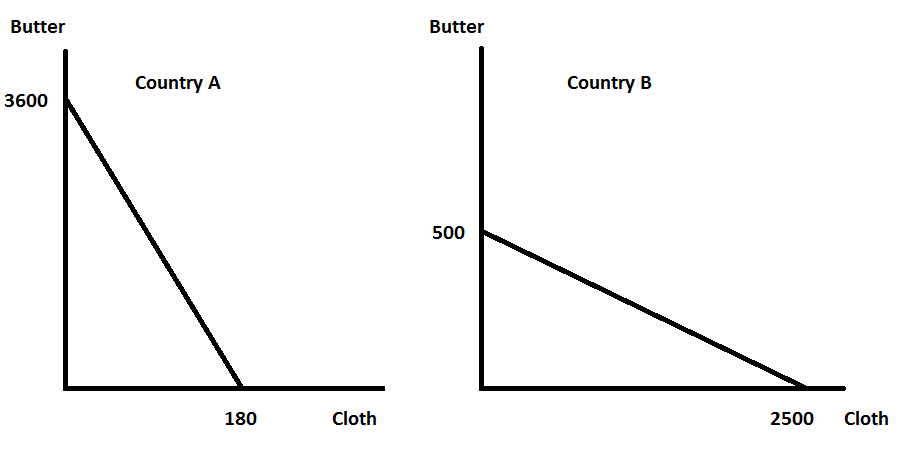 Butter
Country A
3600
180
Cloth
Butter
Country B
500
2500
Cloth